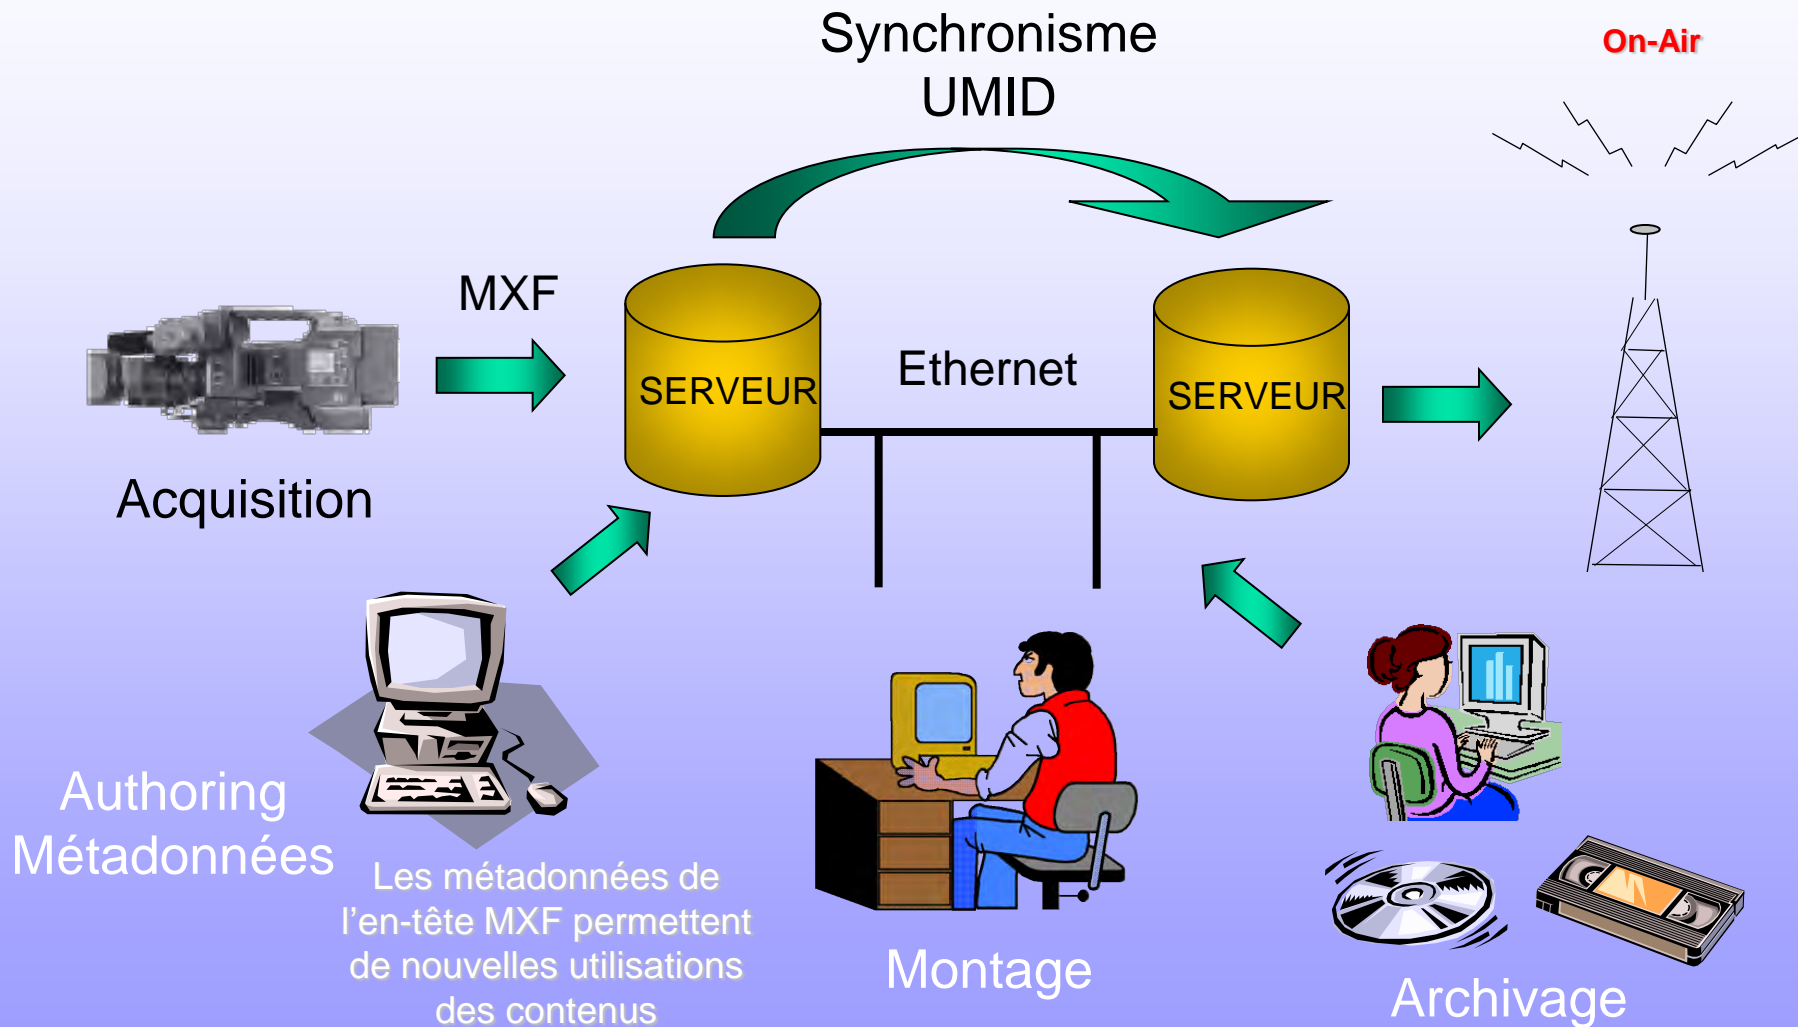 Synchronisme
UMID
On-Air
MXF
SERVEUR
Ethernet
SERVEUR
Acquisition
Authoring
Métadonnées
Les métadonnées de
l’en-tête MXF permettent
de nouvelles utilisations
des contenus
Montage
Archivage